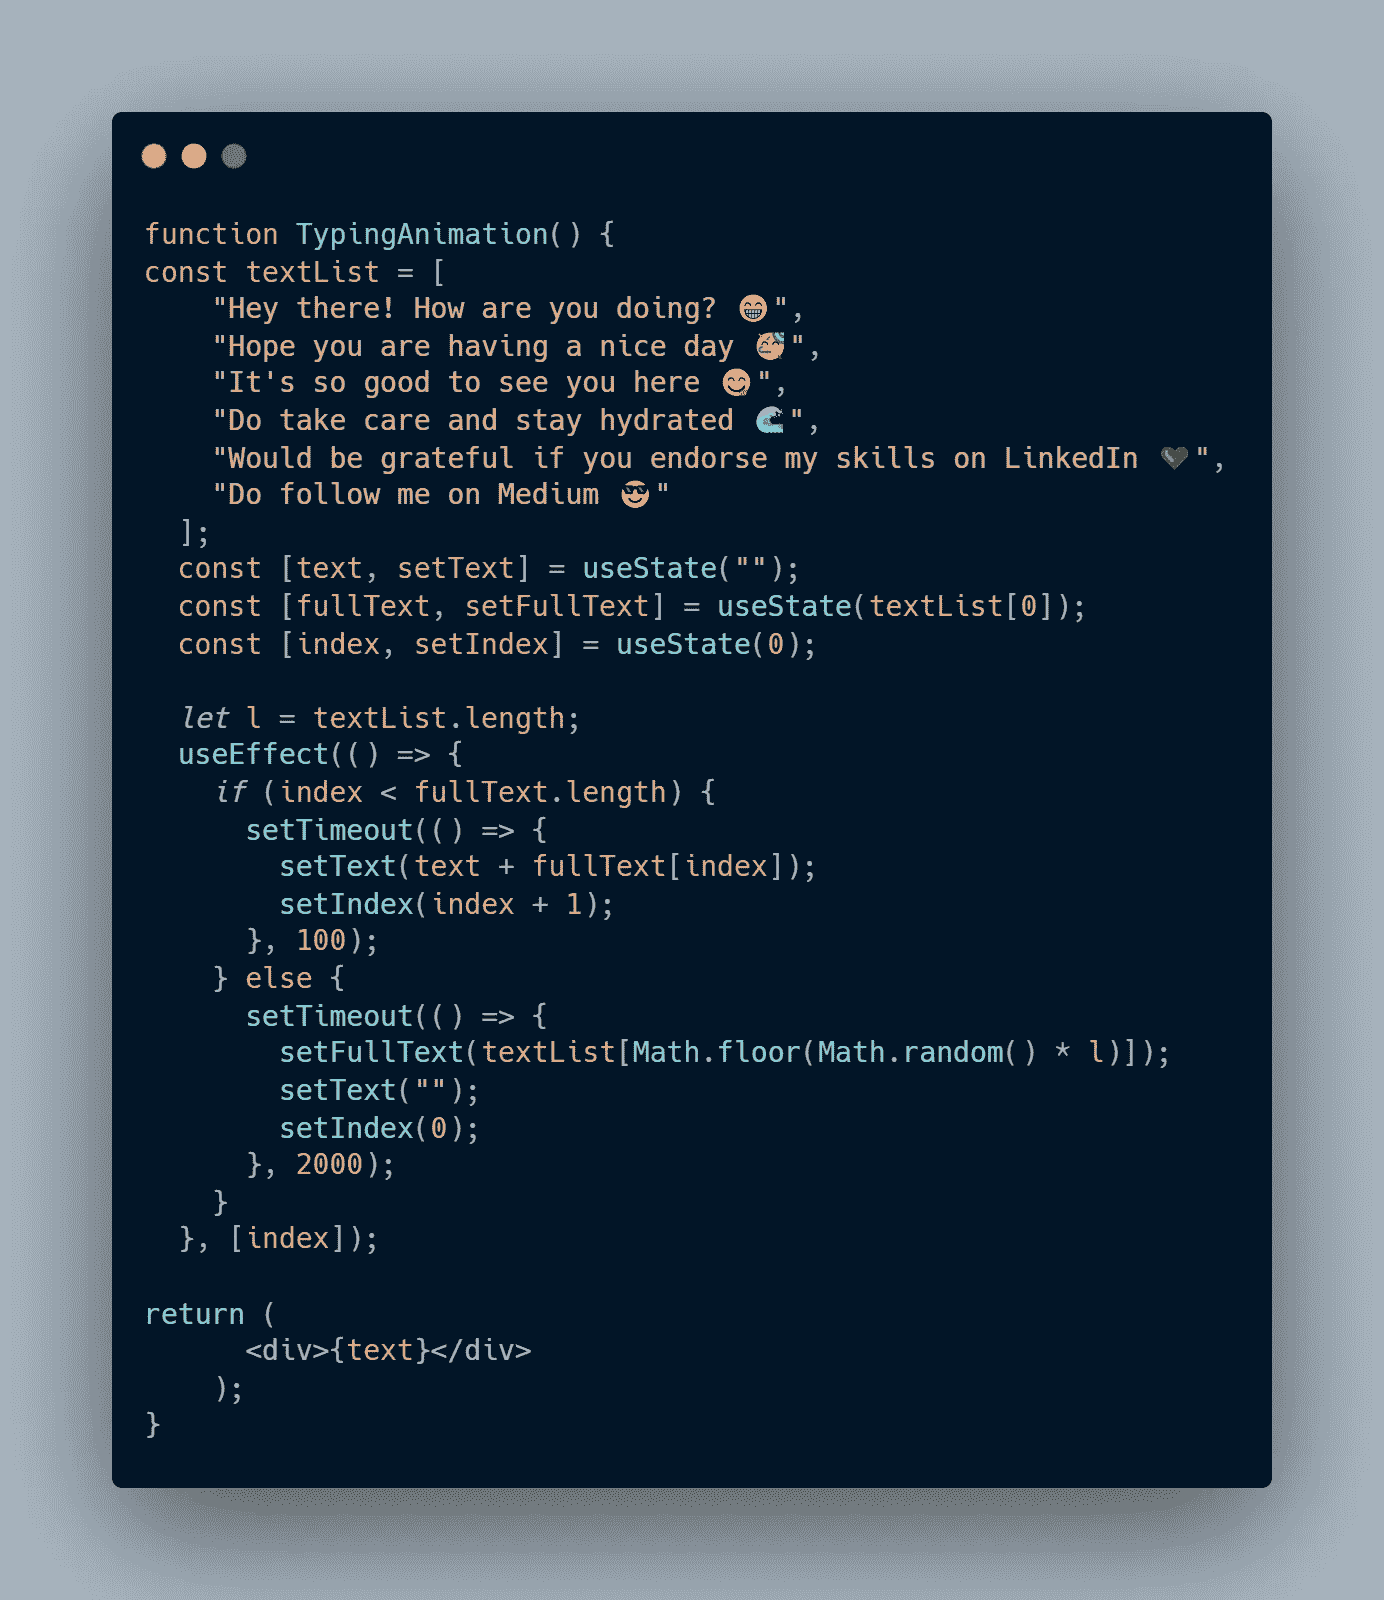 function TypingAnimation() {
const textList = [
    "Hey there! How are you doing? 😁",
    "Hope you are having a nice day 🥳",
    "It's so good to see you here 😊",
    "Do take care and stay hydrated 🌊",
    "Would be grateful if you endorse my skills on LinkedIn 🖤",
    "Do follow me on Medium 😎"
  ];
  const [text, setText] = useState("");
  const [fullText, setFullText] = useState(textList[0]);
  const [index, setIndex] = useState(0);

  let l = textList.length;
  useEffect(() => {
    if (index < fullText.length) {
      setTimeout(() => {
        setText(text + fullText[index]);
        setIndex(index + 1);
      }, 100);
    } else {
      setTimeout(() => {
        setFullText(textList[Math.floor(Math.random() * l)]);
        setText("");
        setIndex(0);
      }, 2000);
    }
  }, [index]);

return (
      <div>{text}</div>
    );
}